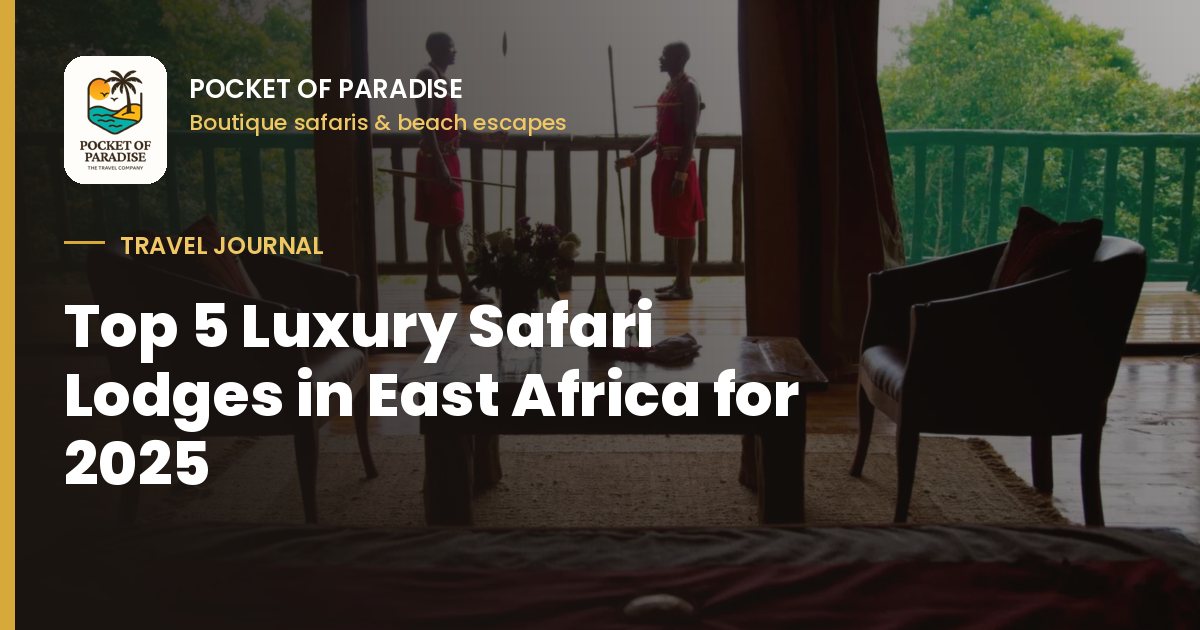 POCKET OF PARADISE
Boutique safaris & beach escapes
POCKET OF
PARADISE
THE TRAVEL COMPANY
TRAVEL JOURNAL
Top 5 Luxury Safari
Lodges in East Africa for
2025